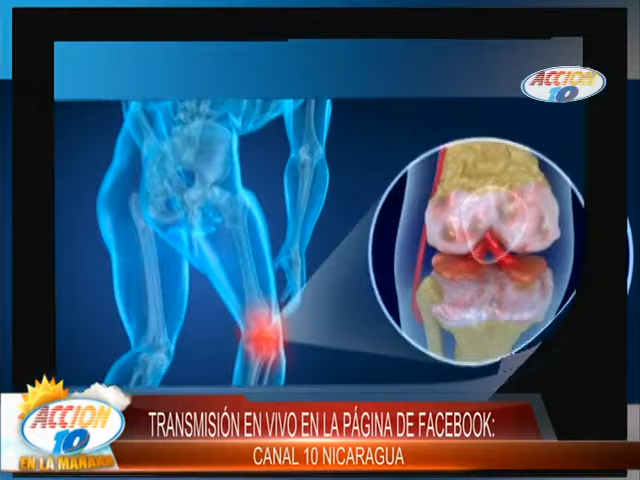 ACCION
10
ACCION
10
EN LA MAÑANA
TRANSMISIÓN EN VIVO EN LA PÁGINA DE FACEBOOK:
CANAL 10 NICARAGUA